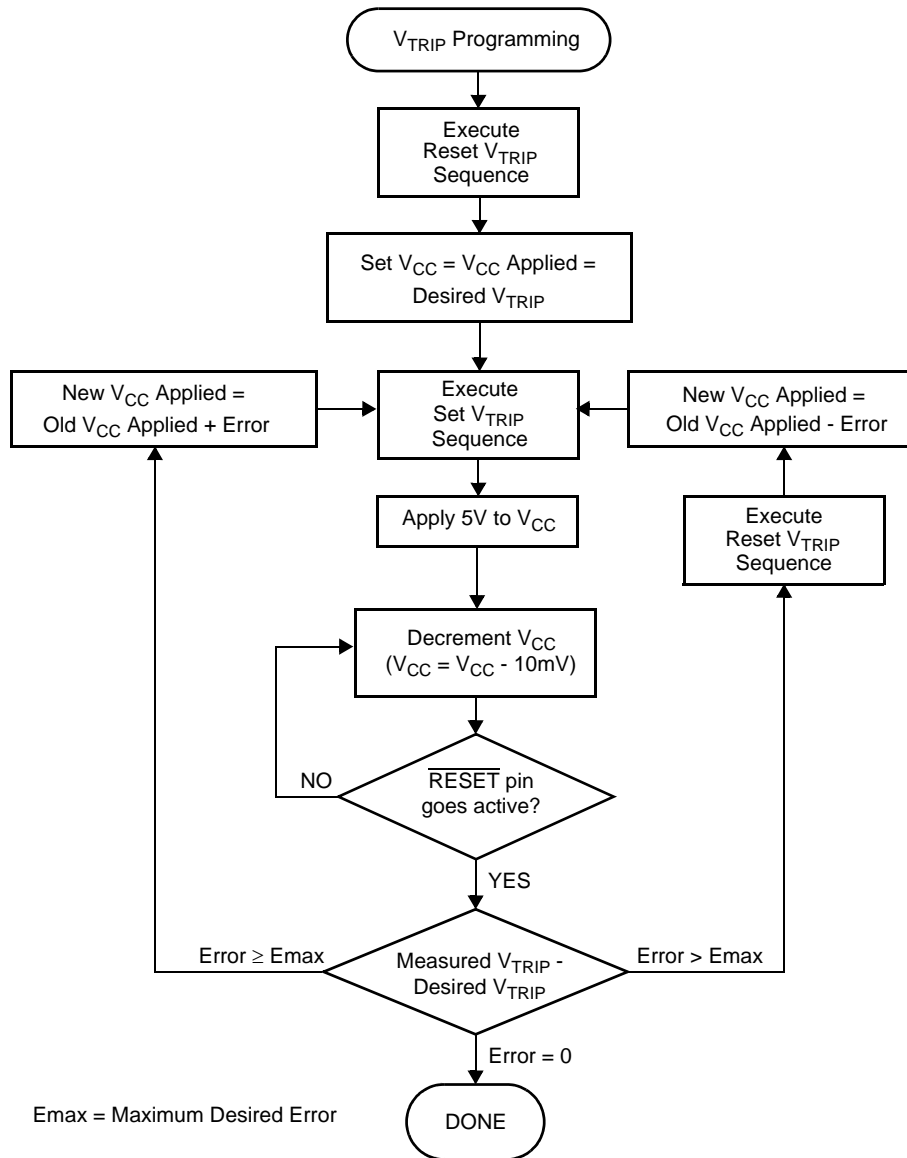 V_TRIP Programming
Execute
Reset V_TRIP
Sequence
Set V_CC = V_CC Applied =
Desired V_TRIP
New V_CC Applied =
Old V_CC Applied + Error
Execute
Set V_TRIP
Sequence
New V_CC Applied =
Old V_CC Applied - Error
Apply 5V to V_CC
Execute
Reset V_TRIP
Sequence
Decrement V_CC
(V_CC = V_CC - 10mV)
NO
RESET pin
goes active?
YES
Error ≥ Emax
Measured V_TRIP -
Desired V_TRIP
Error > Emax
Error = 0
Emax = Maximum Desired Error
DONE